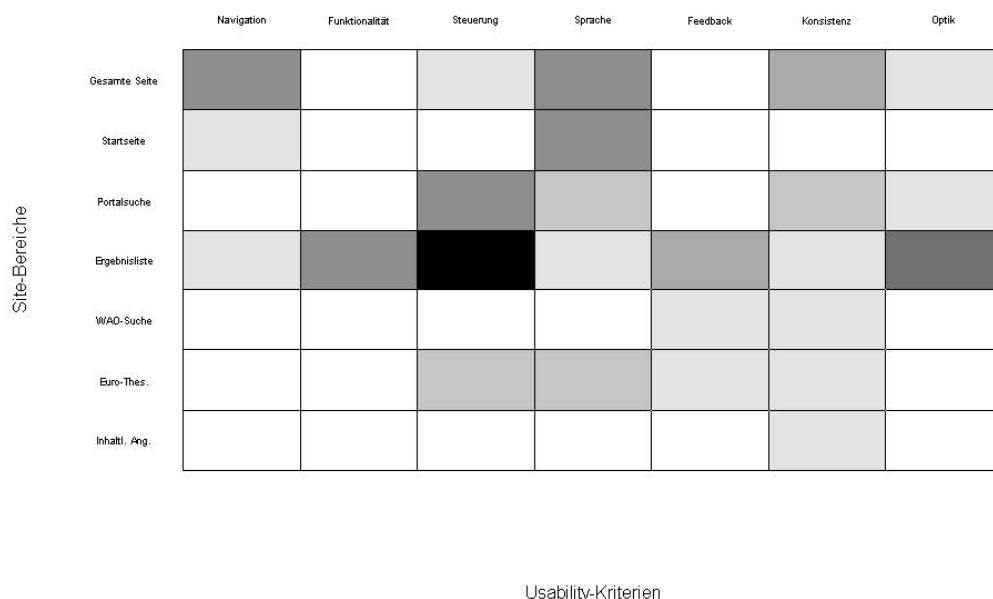 Navigation
Funktionalität
Steuerung
Sprache
Feedback
Konsistenz
Optik
Gesamte Seite
Startseite
Portalsuche
Ergebnisliste
WAO-Suche
Euro-Thes.
Inhaltl. Ang.
Site-Bereiche
Usability-Kriterien